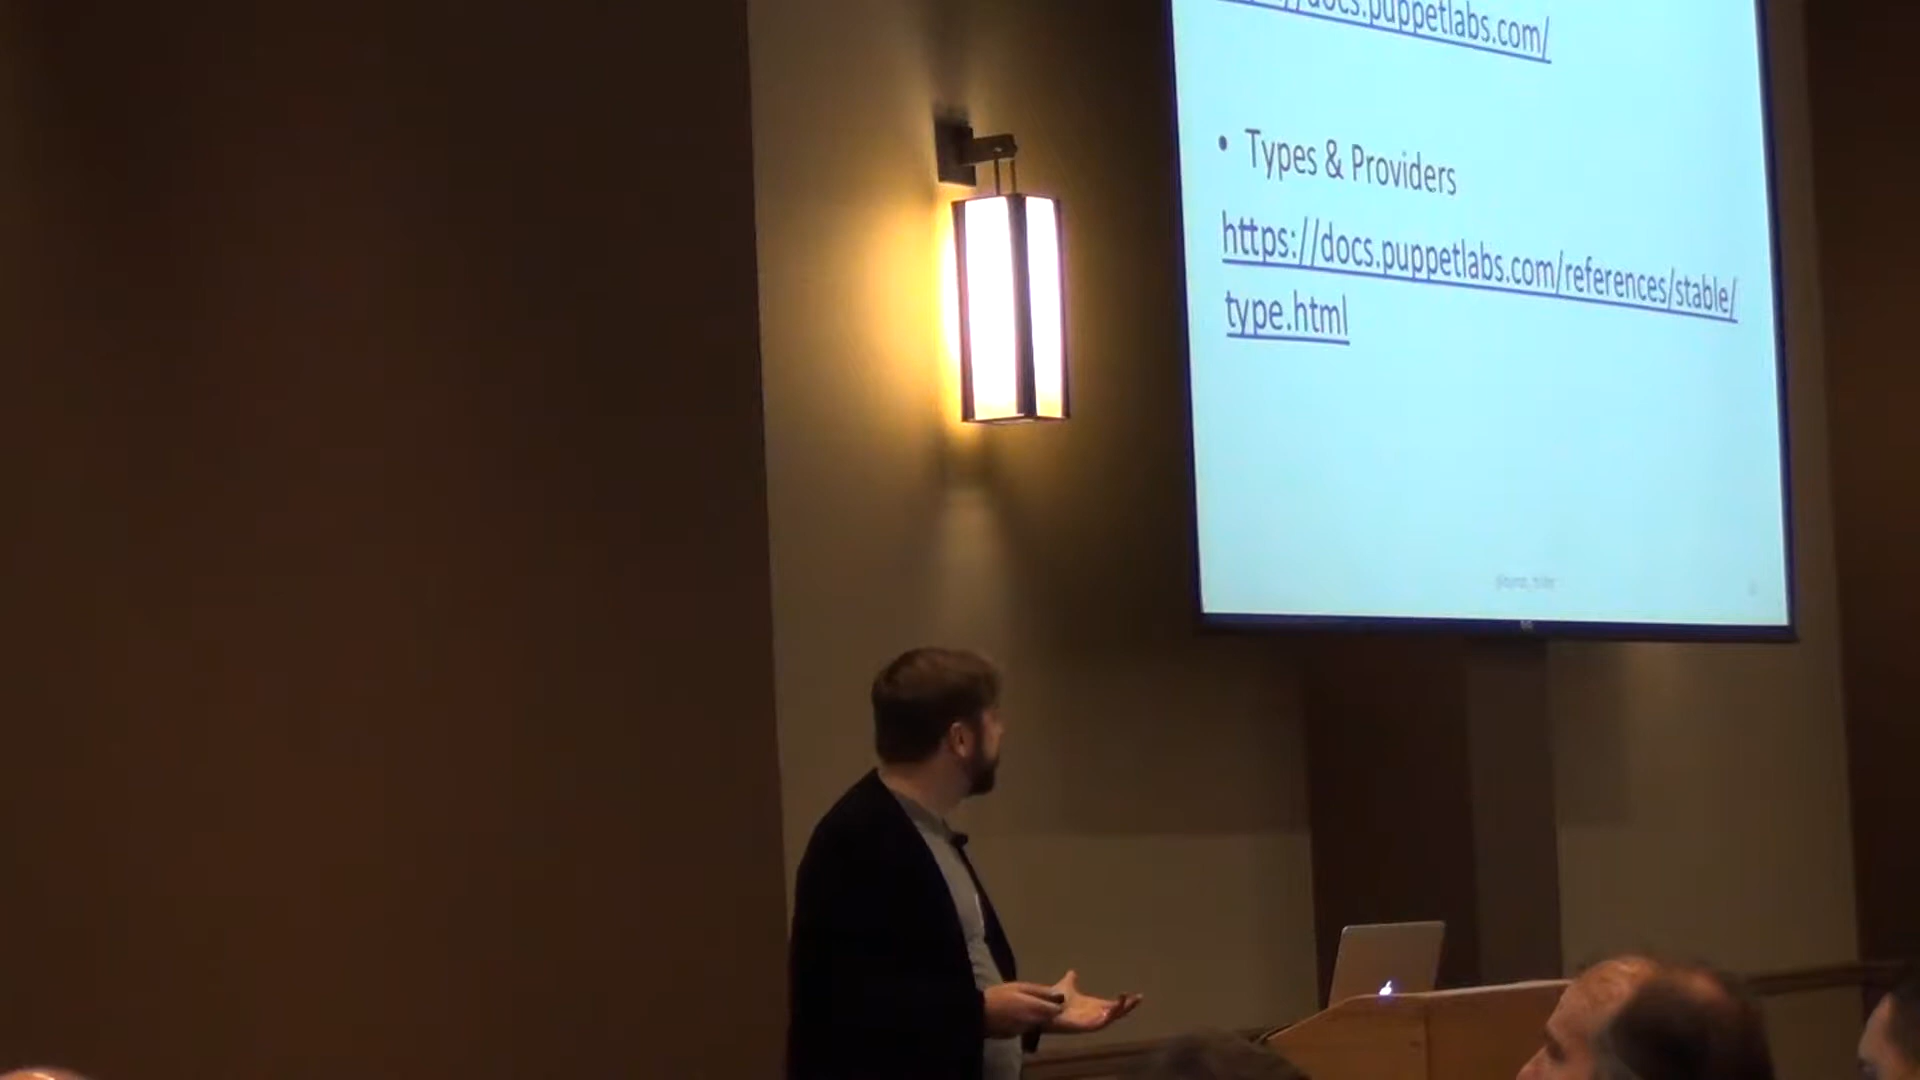 docs.puppetlabs.com/
• Types & Providers
https://docs.puppetlabs.com/references/stable/
type.html